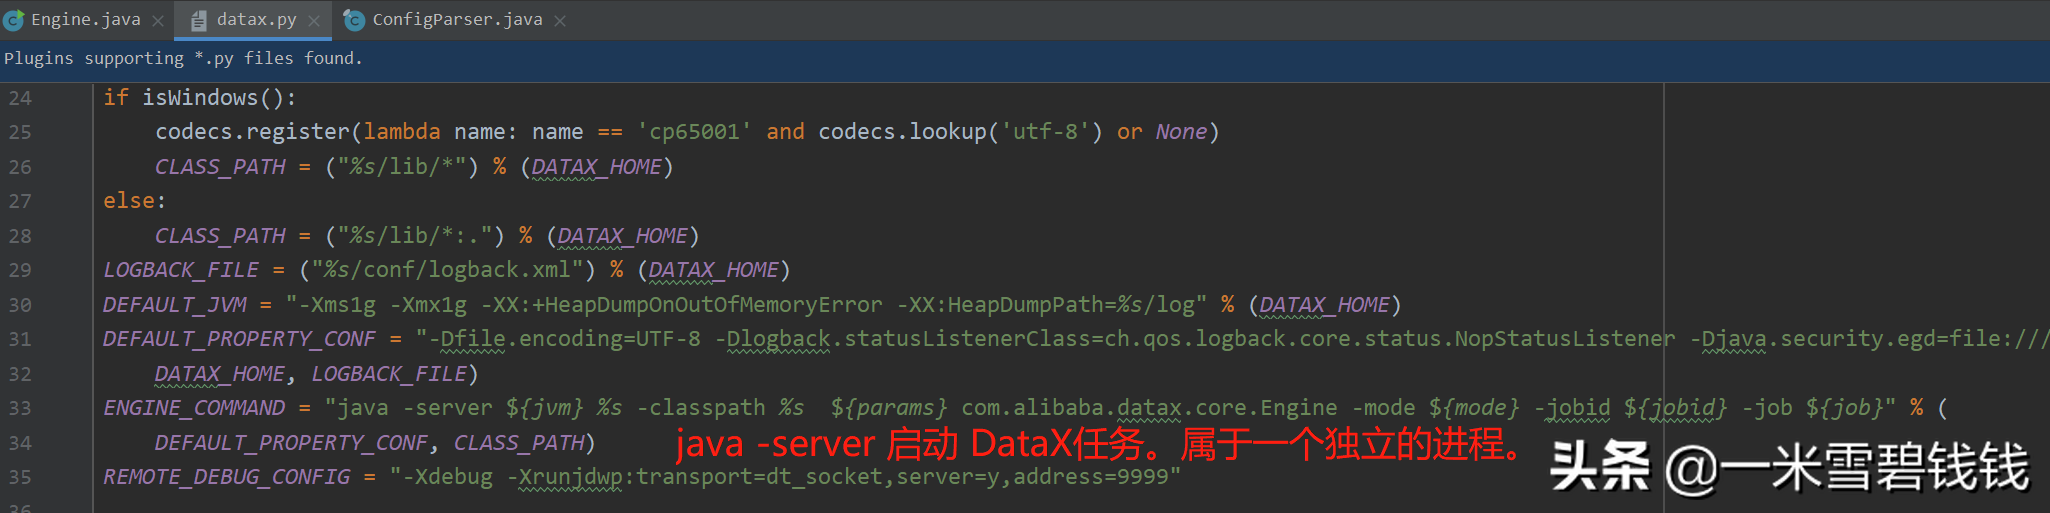 Engine.java
datax.py
ConfigParser.java
Plugins supporting *.py files found.
24 if isWindows():
25     codecs.register(lambda name: name == 'cp65001' and codecs.lookup('utf-8') or None)
26     CLASS_PATH = ("%s/lib/*") % (DATAX_HOME)
27 else:
28     CLASS_PATH = ("%s/lib/*:.") % (DATAX_HOME)
29 LOGBACK_FILE = ("%s/conf/logback.xml") % (DATAX_HOME)
30 DEFAULT_JVM = "-Xms1g -Xmx1g -XX:+HeapDumpOnOutOfMemoryError -XX:HeapDumpPath=%s/log" % (DATAX_HOME)
31 DEFAULT_PROPERTY_CONF = "-Dfile.encoding=UTF-8 -Dlogback.statusListenerClass=ch.qos.logback.core.status.NopStatusListener -Djava.security.egd=file:///
32     DATAX_HOME, LOGBACK_FILE)
33 ENGINE_COMMAND = "java -server ${jvm} %s -classpath %s  ${params} com.alibaba.datax.core.Engine -mode ${mode} -jobid ${jobid} -job ${job}" % (
34     DEFAULT_PROPERTY_CONF, CLASS_PATH)
java -server 启动 DataX任务。属于一个独立的进程。
35 REMOTE_DEBUG_CONFIG = "-Xdebug -Xrunjdwp:transport=dt_socket,server=y,address=9999"
头条 @一米雪碧钱钱
36